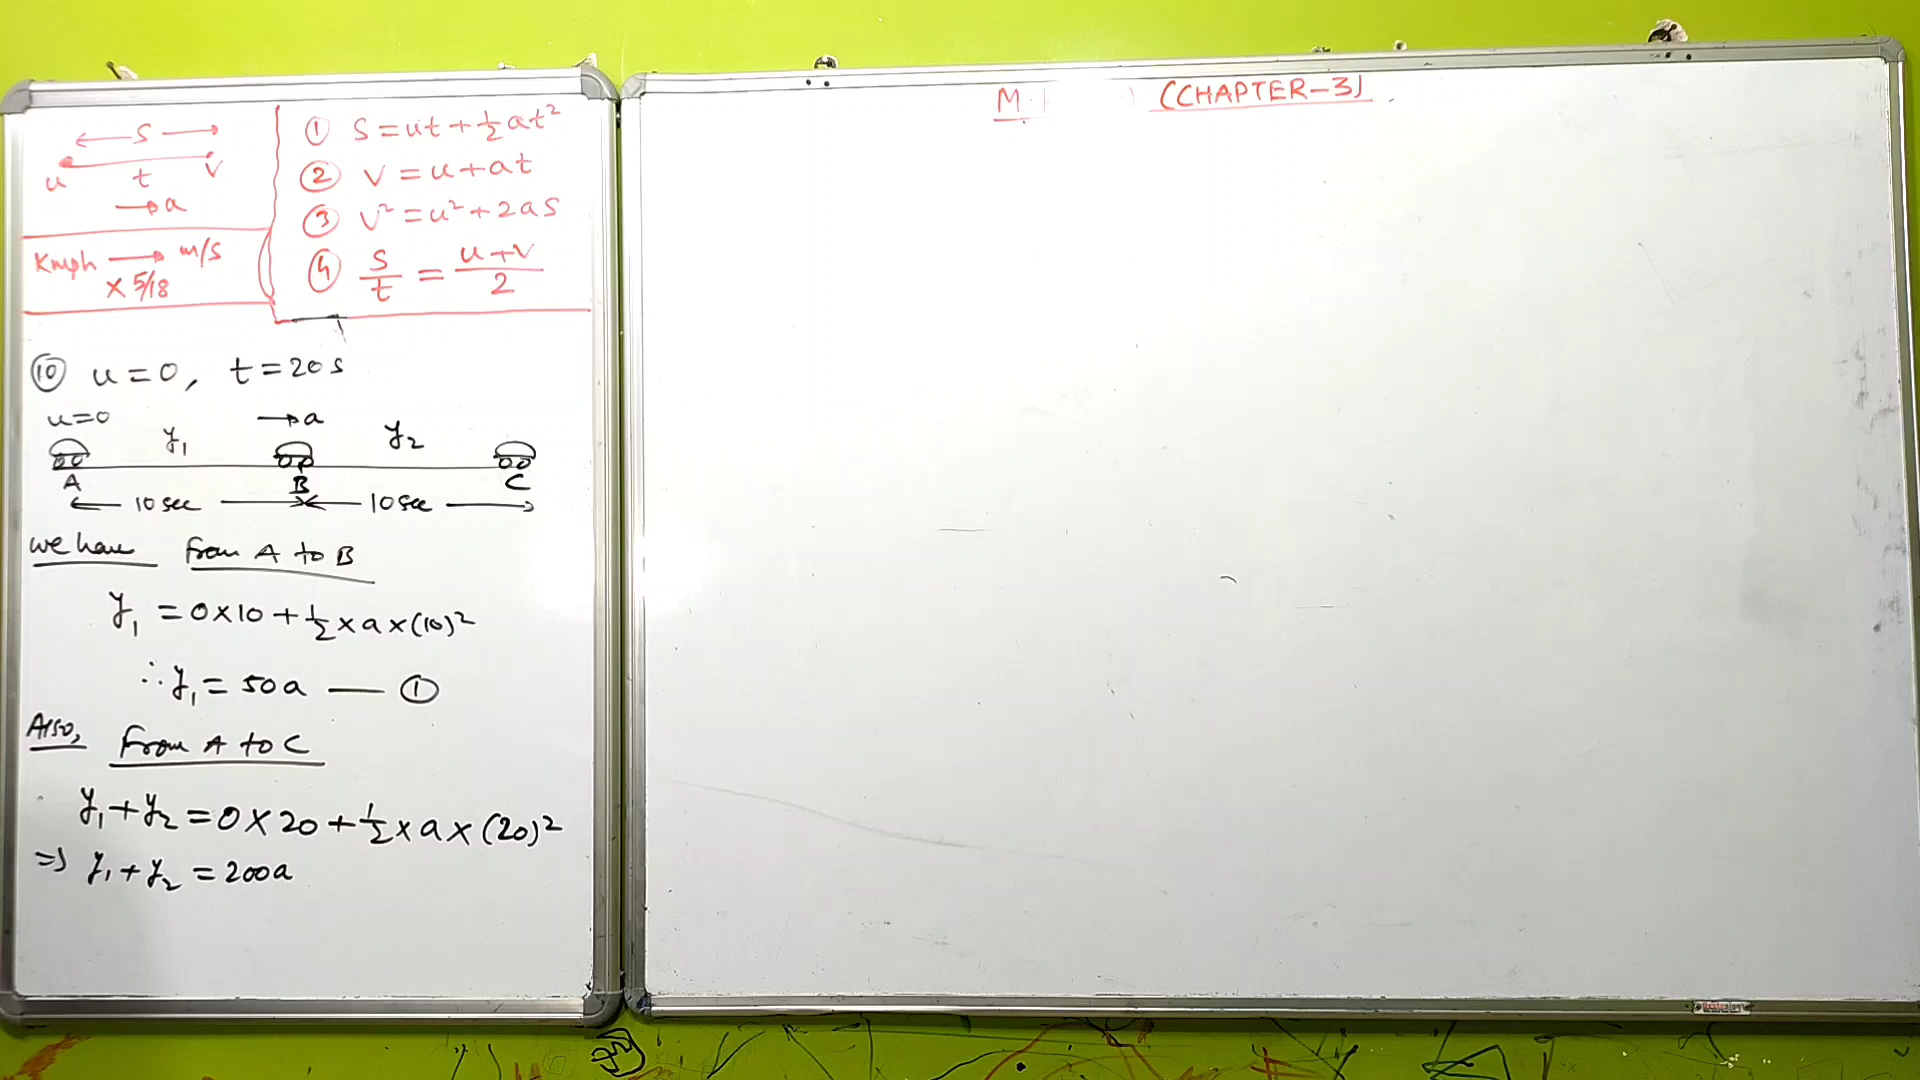 ← S →
u t v
→ a
Kmph → m/s
× 5/18
① S = ut + ½ at²
② V = u + at
③ V² = u² + 2as
④ S/t = (u+v)/2
⑩ u = 0, t = 20 s
u=0 → a
y₁ y₂
A B C
← 10 sec →← 10 sec →
we have From A to B
y₁ = 0×10 + ½ × a × (10)²
∴ y₁ = 50a — ①
Also, From A to C
y₁ + y₂ = 0 × 20 + ½ × a × (20)²
⇒ y₁ + y₂ = 200a
M. (CHAPTER-3)